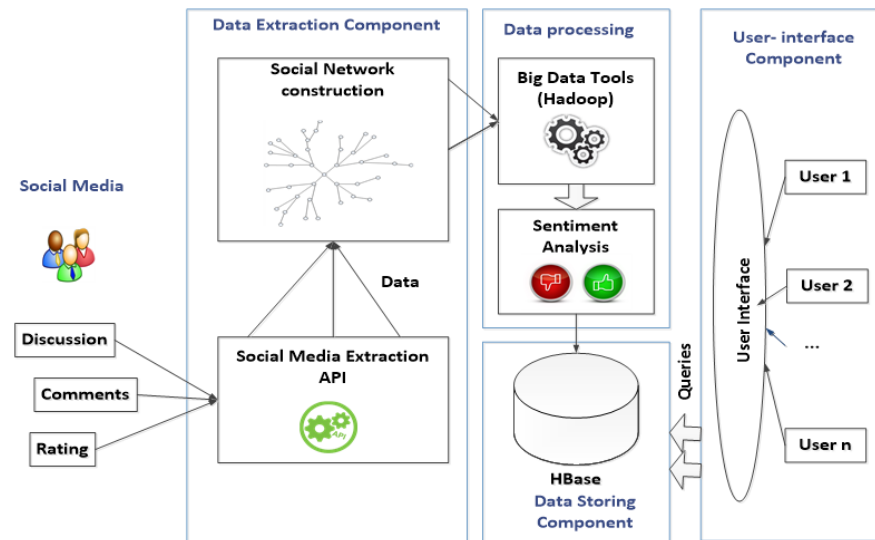 Social Media
Discussion
Comments
Rating
Data Extraction Component
Social Network
construction
Data
Social Media Extraction
API
API
Data processing
Big Data Tools
(Hadoop)
Sentiment
Analysis
HBase
Data Storing
Component
Queries
User- interface
Component
User Interface
User 1
User 2
...
User n